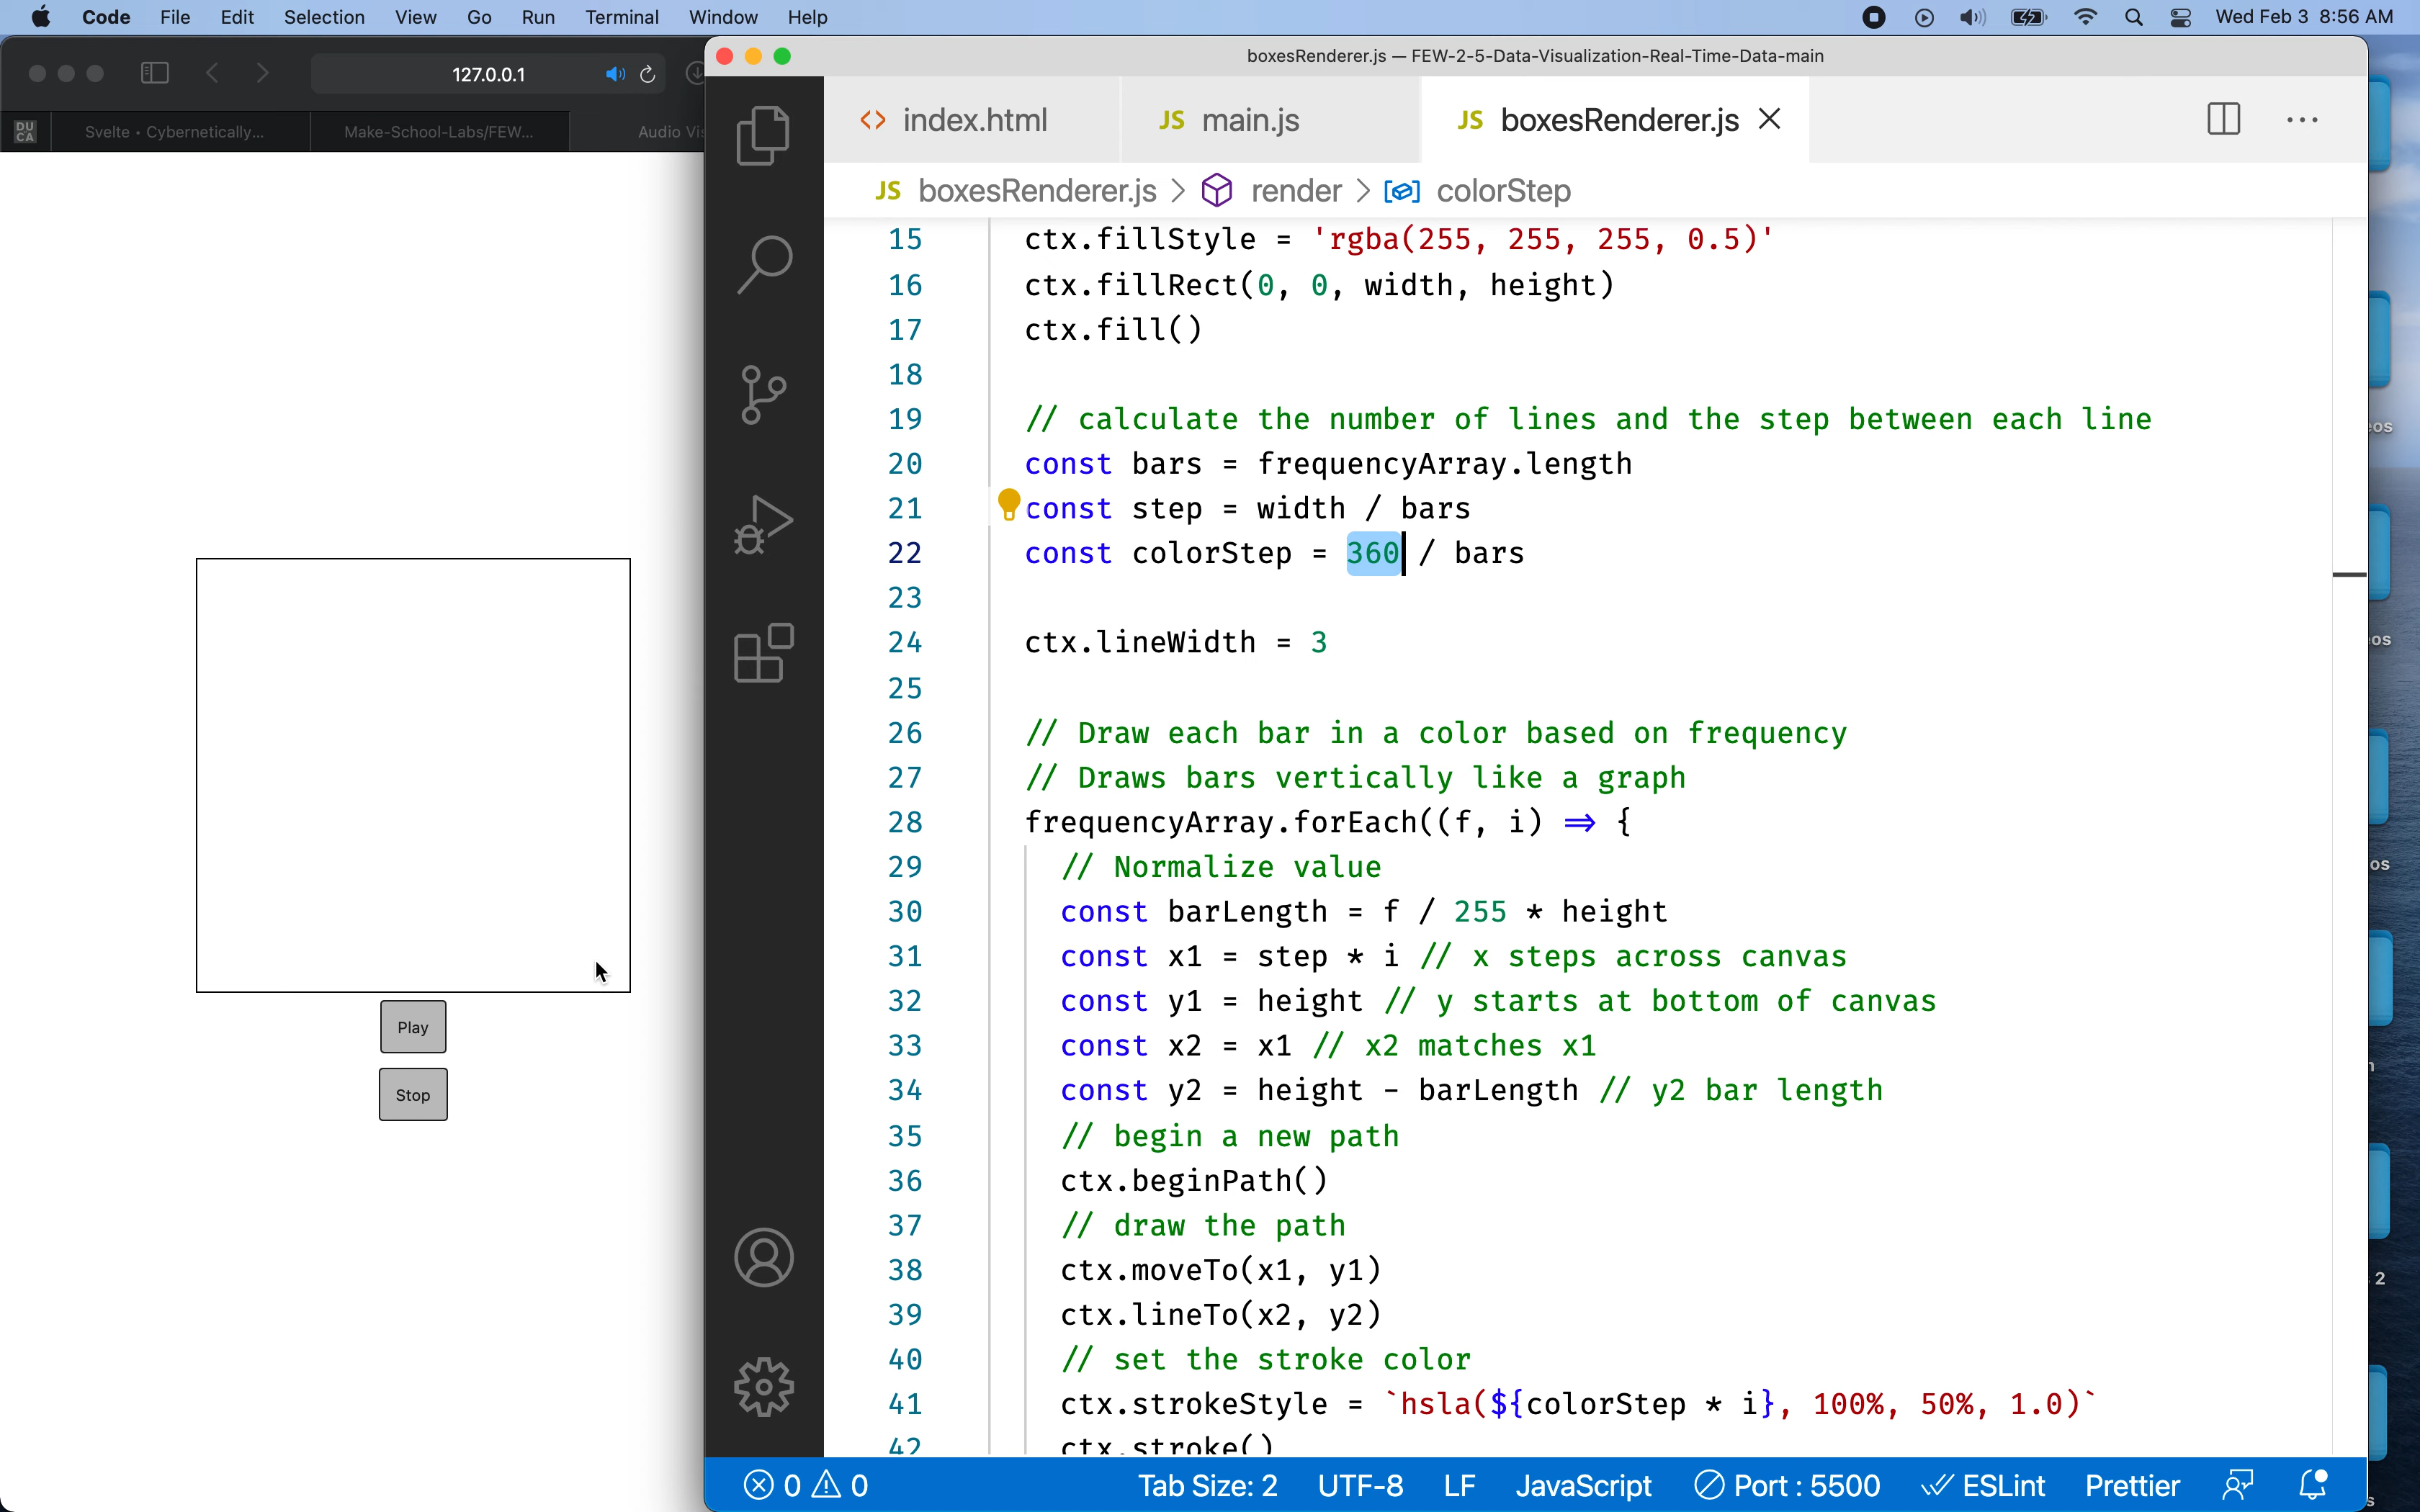 Code File Edit Selection View Go Run Terminal Window Help
Wed Feb 3 8:56 AM
127.0.0.1
DU
CA
Svelte • Cybernetically...
Make-School-Labs/FEW...
Audio Vi
Play
Stop
boxesRenderer.js — FEW-2-5-Data-Visualization-Real-Time-Data-main
<> index.html
JS main.js
JS boxesRenderer.js
JS boxesRenderer.js > render > colorStep
15 ctx.fillStyle = 'rgba(255, 255, 255, 0.5)'
16 ctx.fillRect(0, 0, width, height)
17 ctx.fill()
18
19 // calculate the number of lines and the step between each line
20 const bars = frequencyArray.length
21 const step = width / bars
22 const colorStep = 360 / bars
23
24 ctx.lineWidth = 3
25
26 // Draw each bar in a color based on frequency
27 // Draws bars vertically like a graph
28 frequencyArray.forEach((f, i) => {
29 // Normalize value
30 const barLength = f / 255 * height
31 const x1 = step * i // x steps across canvas
32 const y1 = height // y starts at bottom of canvas
33 const x2 = x1 // x2 matches x1
34 const y2 = height - barLength // y2 bar length
35 // begin a new path
36 ctx.beginPath()
37 // draw the path
38 ctx.moveTo(x1, y1)
39 ctx.lineTo(x2, y2)
40 // set the stroke color
41 ctx.strokeStyle = `hsla(${colorStep * i}, 100%, 50%, 1.0)`
42 ctx.stroke()
0 0 Tab Size: 2 UTF-8 LF JavaScript Port : 5500 ESLint Prettier